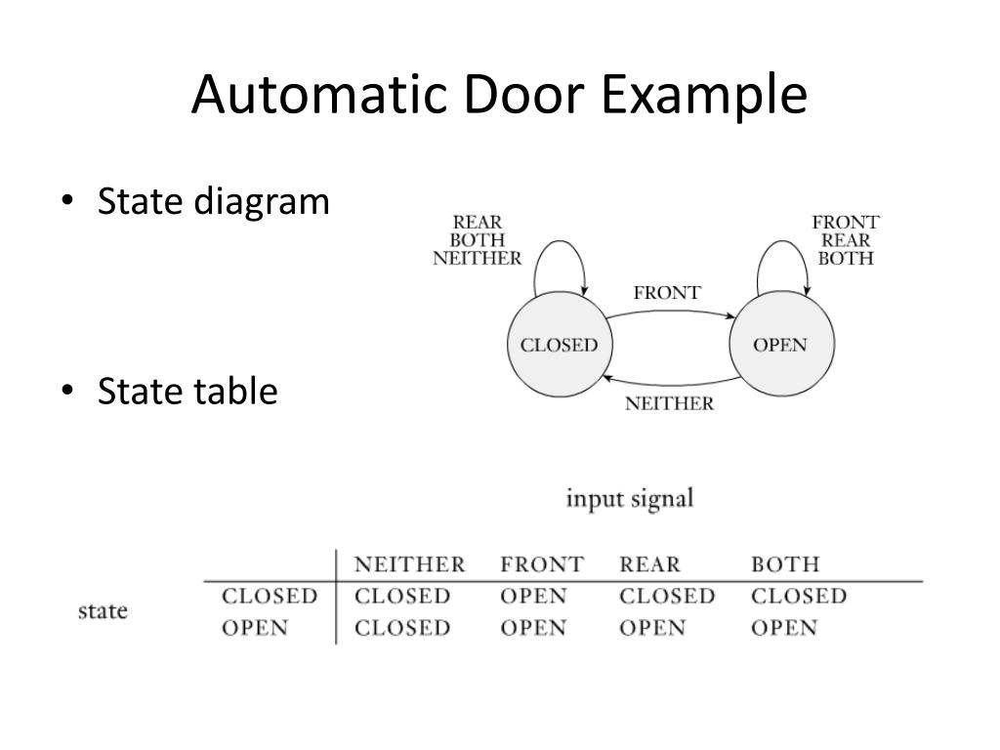 Automatic Door Example
• State diagram
REAR
BOTH
NEITHER
FRONT
REAR
BOTH
FRONT
CLOSED
OPEN
NEITHER
• State table
input signal
NEITHER FRONT REAR BOTH
state
CLOSED CLOSED OPEN CLOSED CLOSED
OPEN CLOSED OPEN OPEN OPEN